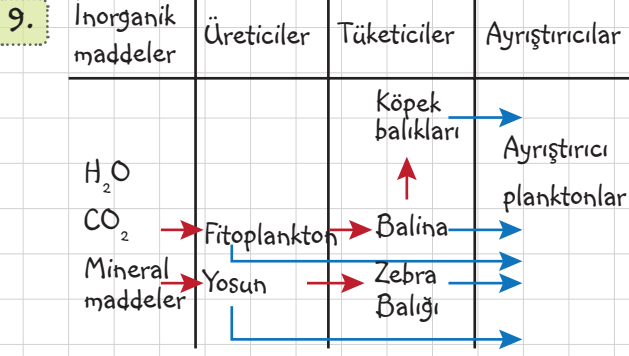 9.
İnorganik
maddeler
Üreticiler
Tüketiciler
Ayrıştırıcılar
Köpek
balıkları
Ayrıştırıcı
planktonlar
H₂O
CO₂
Fitoplankton
Balina
Mineral
maddeler
Yosun
Zebra
Balığı